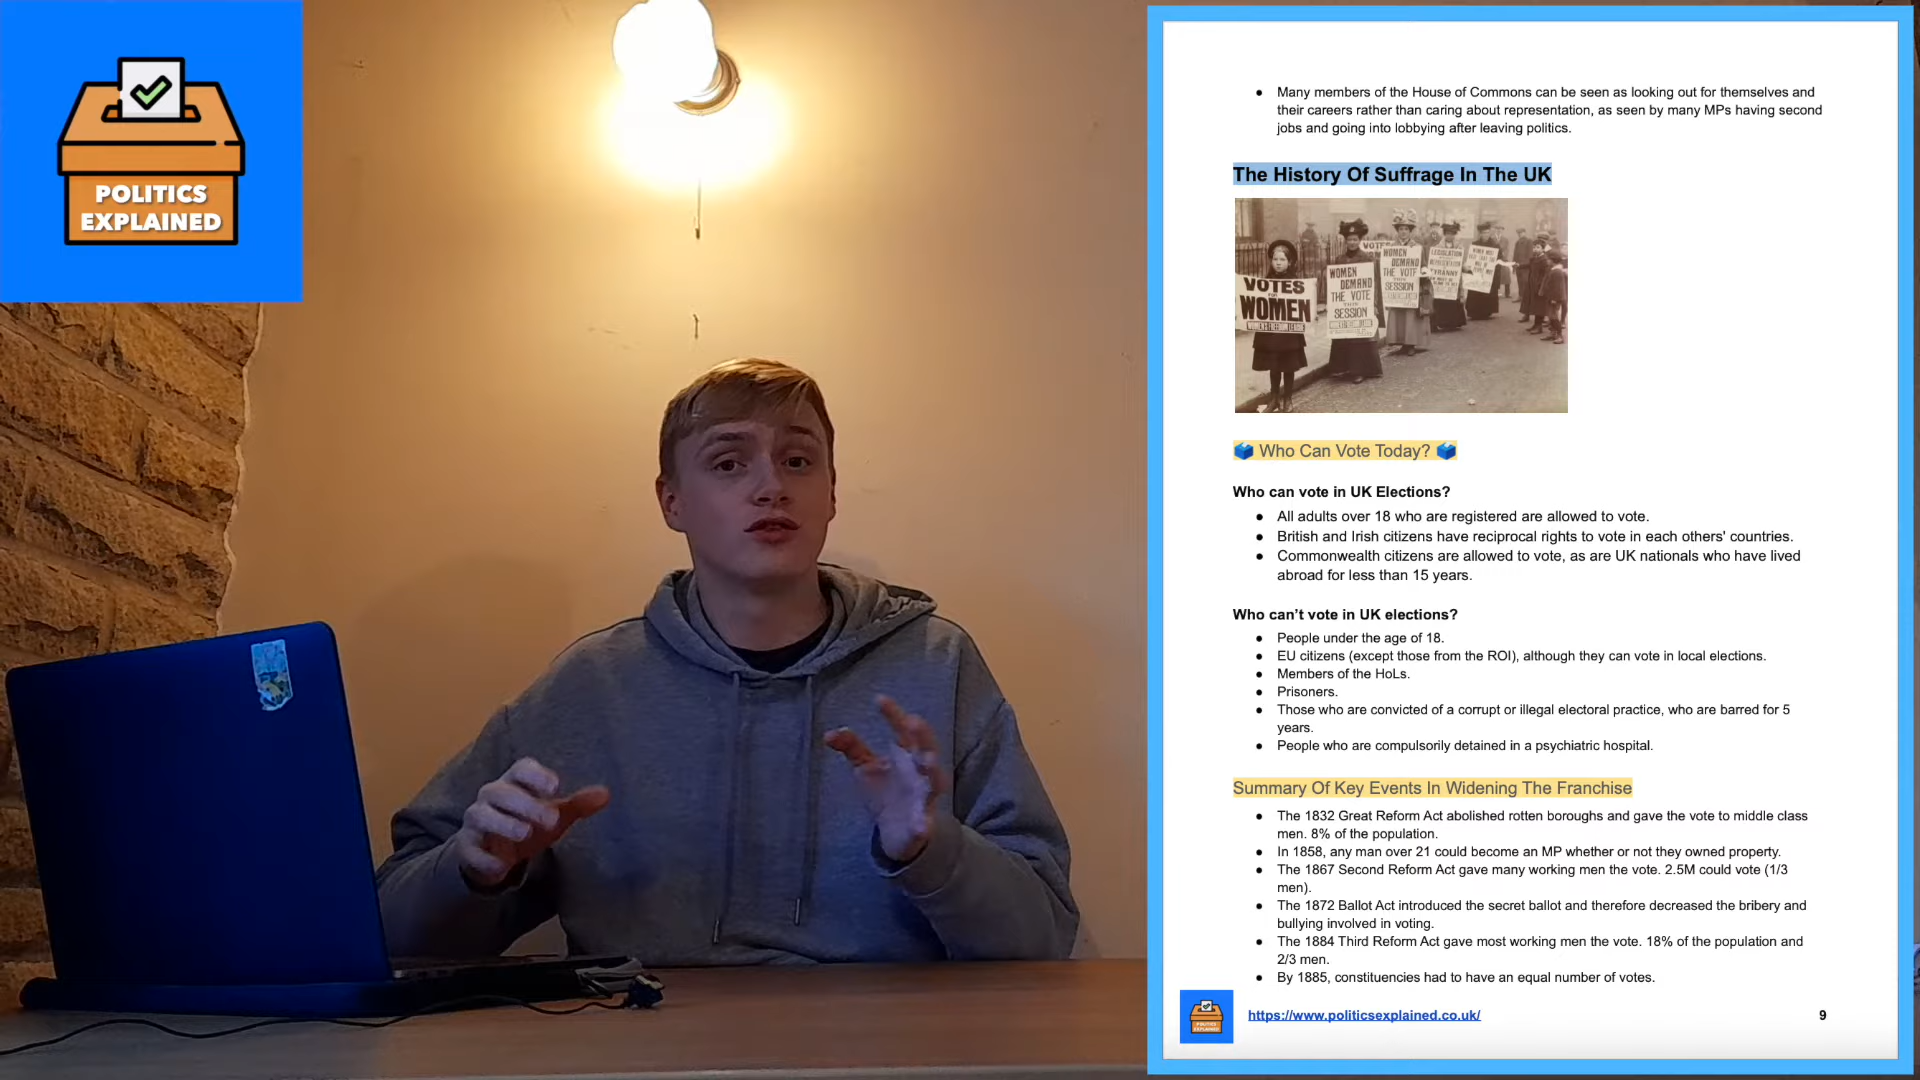 POLITICS
EXPLAINED
Many members of the House of Commons can be seen as looking out for themselves and
their careers rather than caring about representation, as seen by many MPs having second
jobs and going into lobbying after leaving politics.
The History Of Suffrage In The UK
VOTES
WOMEN
WOMEN
DEMAND
THE VOTE
THIS
SESSION
WOMEN
DEMAND
THE VOTE
SESSION
TYRANNY
Who Can Vote Today?
Who can vote in UK Elections?
All adults over 18 who are registered are allowed to vote.
British and Irish citizens have reciprocal rights to vote in each others' countries.
Commonwealth citizens are allowed to vote, as are UK nationals who have lived
abroad for less than 15 years.
Who can’t vote in UK elections?
People under the age of 18.
EU citizens (except those from the ROI), although they can vote in local elections.
Members of the HoLs.
Prisoners.
Those who are convicted of a corrupt or illegal electoral practice, who are barred for 5
years.
People who are compulsorily detained in a psychiatric hospital.
Summary Of Key Events In Widening The Franchise
The 1832 Great Reform Act abolished rotten boroughs and gave the vote to middle class
men. 8% of the population.
In 1858, any man over 21 could become an MP whether or not they owned property.
The 1867 Second Reform Act gave many working men the vote. 2.5M could vote (1/3
men).
The 1872 Ballot Act introduced the secret ballot and therefore decreased the bribery and
bullying involved in voting.
The 1884 Third Reform Act gave most working men the vote. 18% of the population and
2/3 men.
By 1885, constituencies had to have an equal number of votes.
POLITICS
EXPLAINED
https://www.politicsexplained.co.uk/
9